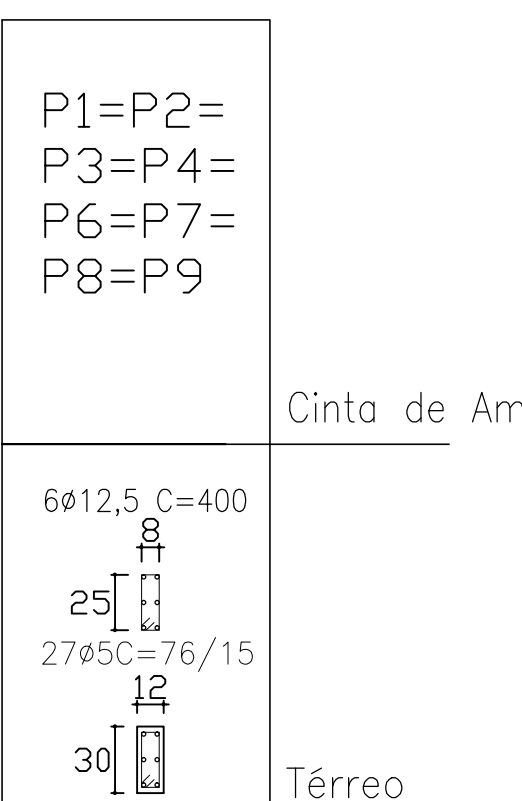 P1=P2=
P3=P4=
P6=P7=
P8=P9
Cinta de Am
6ø12,5 C=400
8
25
27ø5C=76/15
12
30
Térreo